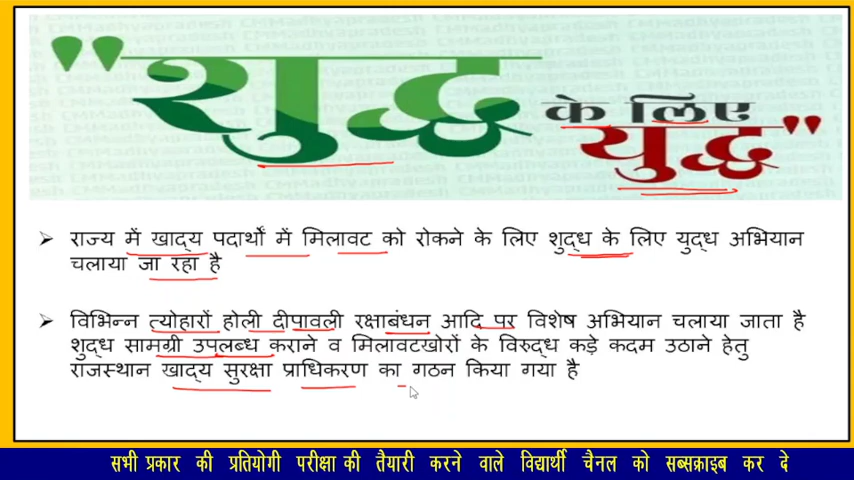 "शुद्ध के लिए
युद्ध"
राज्य में खाद्य पदार्थों में मिलावट को रोकने के लिए शुद्ध के लिए युद्ध अभियान
चलाया जा रहा है
विभिन्न त्योहारों होली दीपावली रक्षाबंधन आदि पर विशेष अभियान चलाया जाता है
शुद्ध सामग्री उपलब्ध कराने व मिलावटखोरों के विरुद्ध कड़े कदम उठाने हेतु
राजस्थान खाद्य सुरक्षा प्राधिकरण का गठन किया गया है
सभी प्रकार की प्रतियोगी परीक्षा की तैयारी करने वाले विद्यार्थी चैनल को सब्सक्राइब कर दे